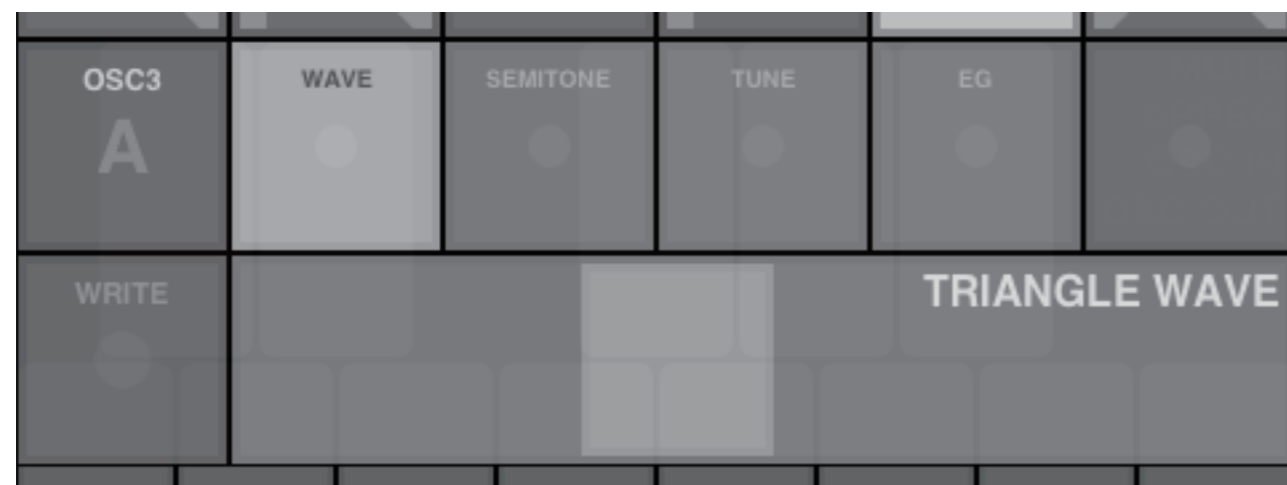 OSC3 WAVE SEMITONE TUNE EG
A
WRITE TRIANGLE WAVE